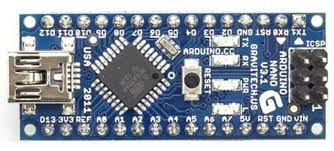 D12 D11 D10 D9 D8 D7 D6 D5 D4 D3 D2 GND RST RX0 TX1
ARDUINO.CC
USA
2011
TX
RX
PWR
L
RESET
GRAVITECH.US
ARDUINO
NANO
V3.0
ICSP
1
D13 3V3 REF A0 A1 A2 A3 A4 A5 A6 A7 5V RST GND VIN